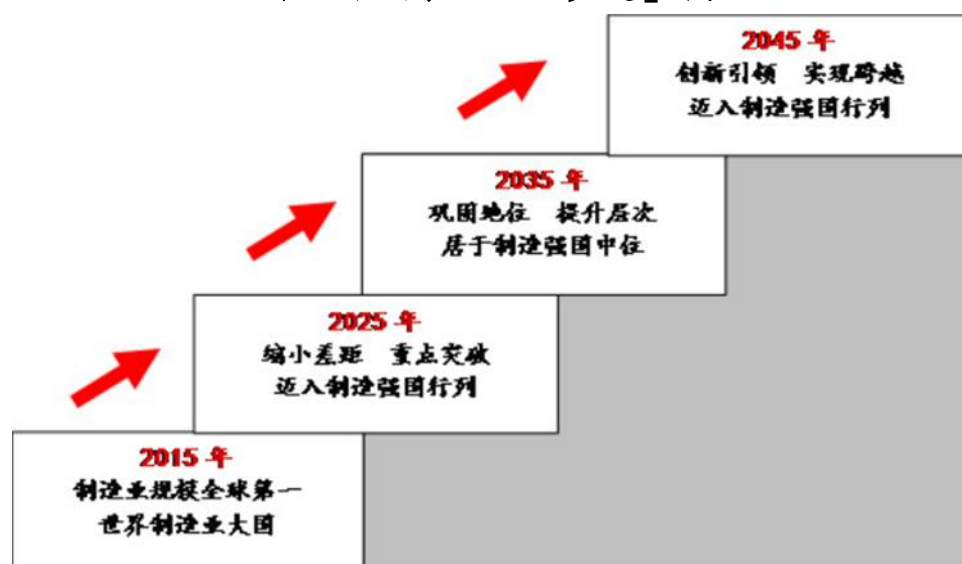 2045 年
创新引领 实现跨越
迈入制造强国行列
2035 年
巩固地位 提升层次
居于制造强国中位
2025 年
缩小差距 重点突破
迈入制造强国行列
2015 年
制造业规模全球第一
世界制造业大国